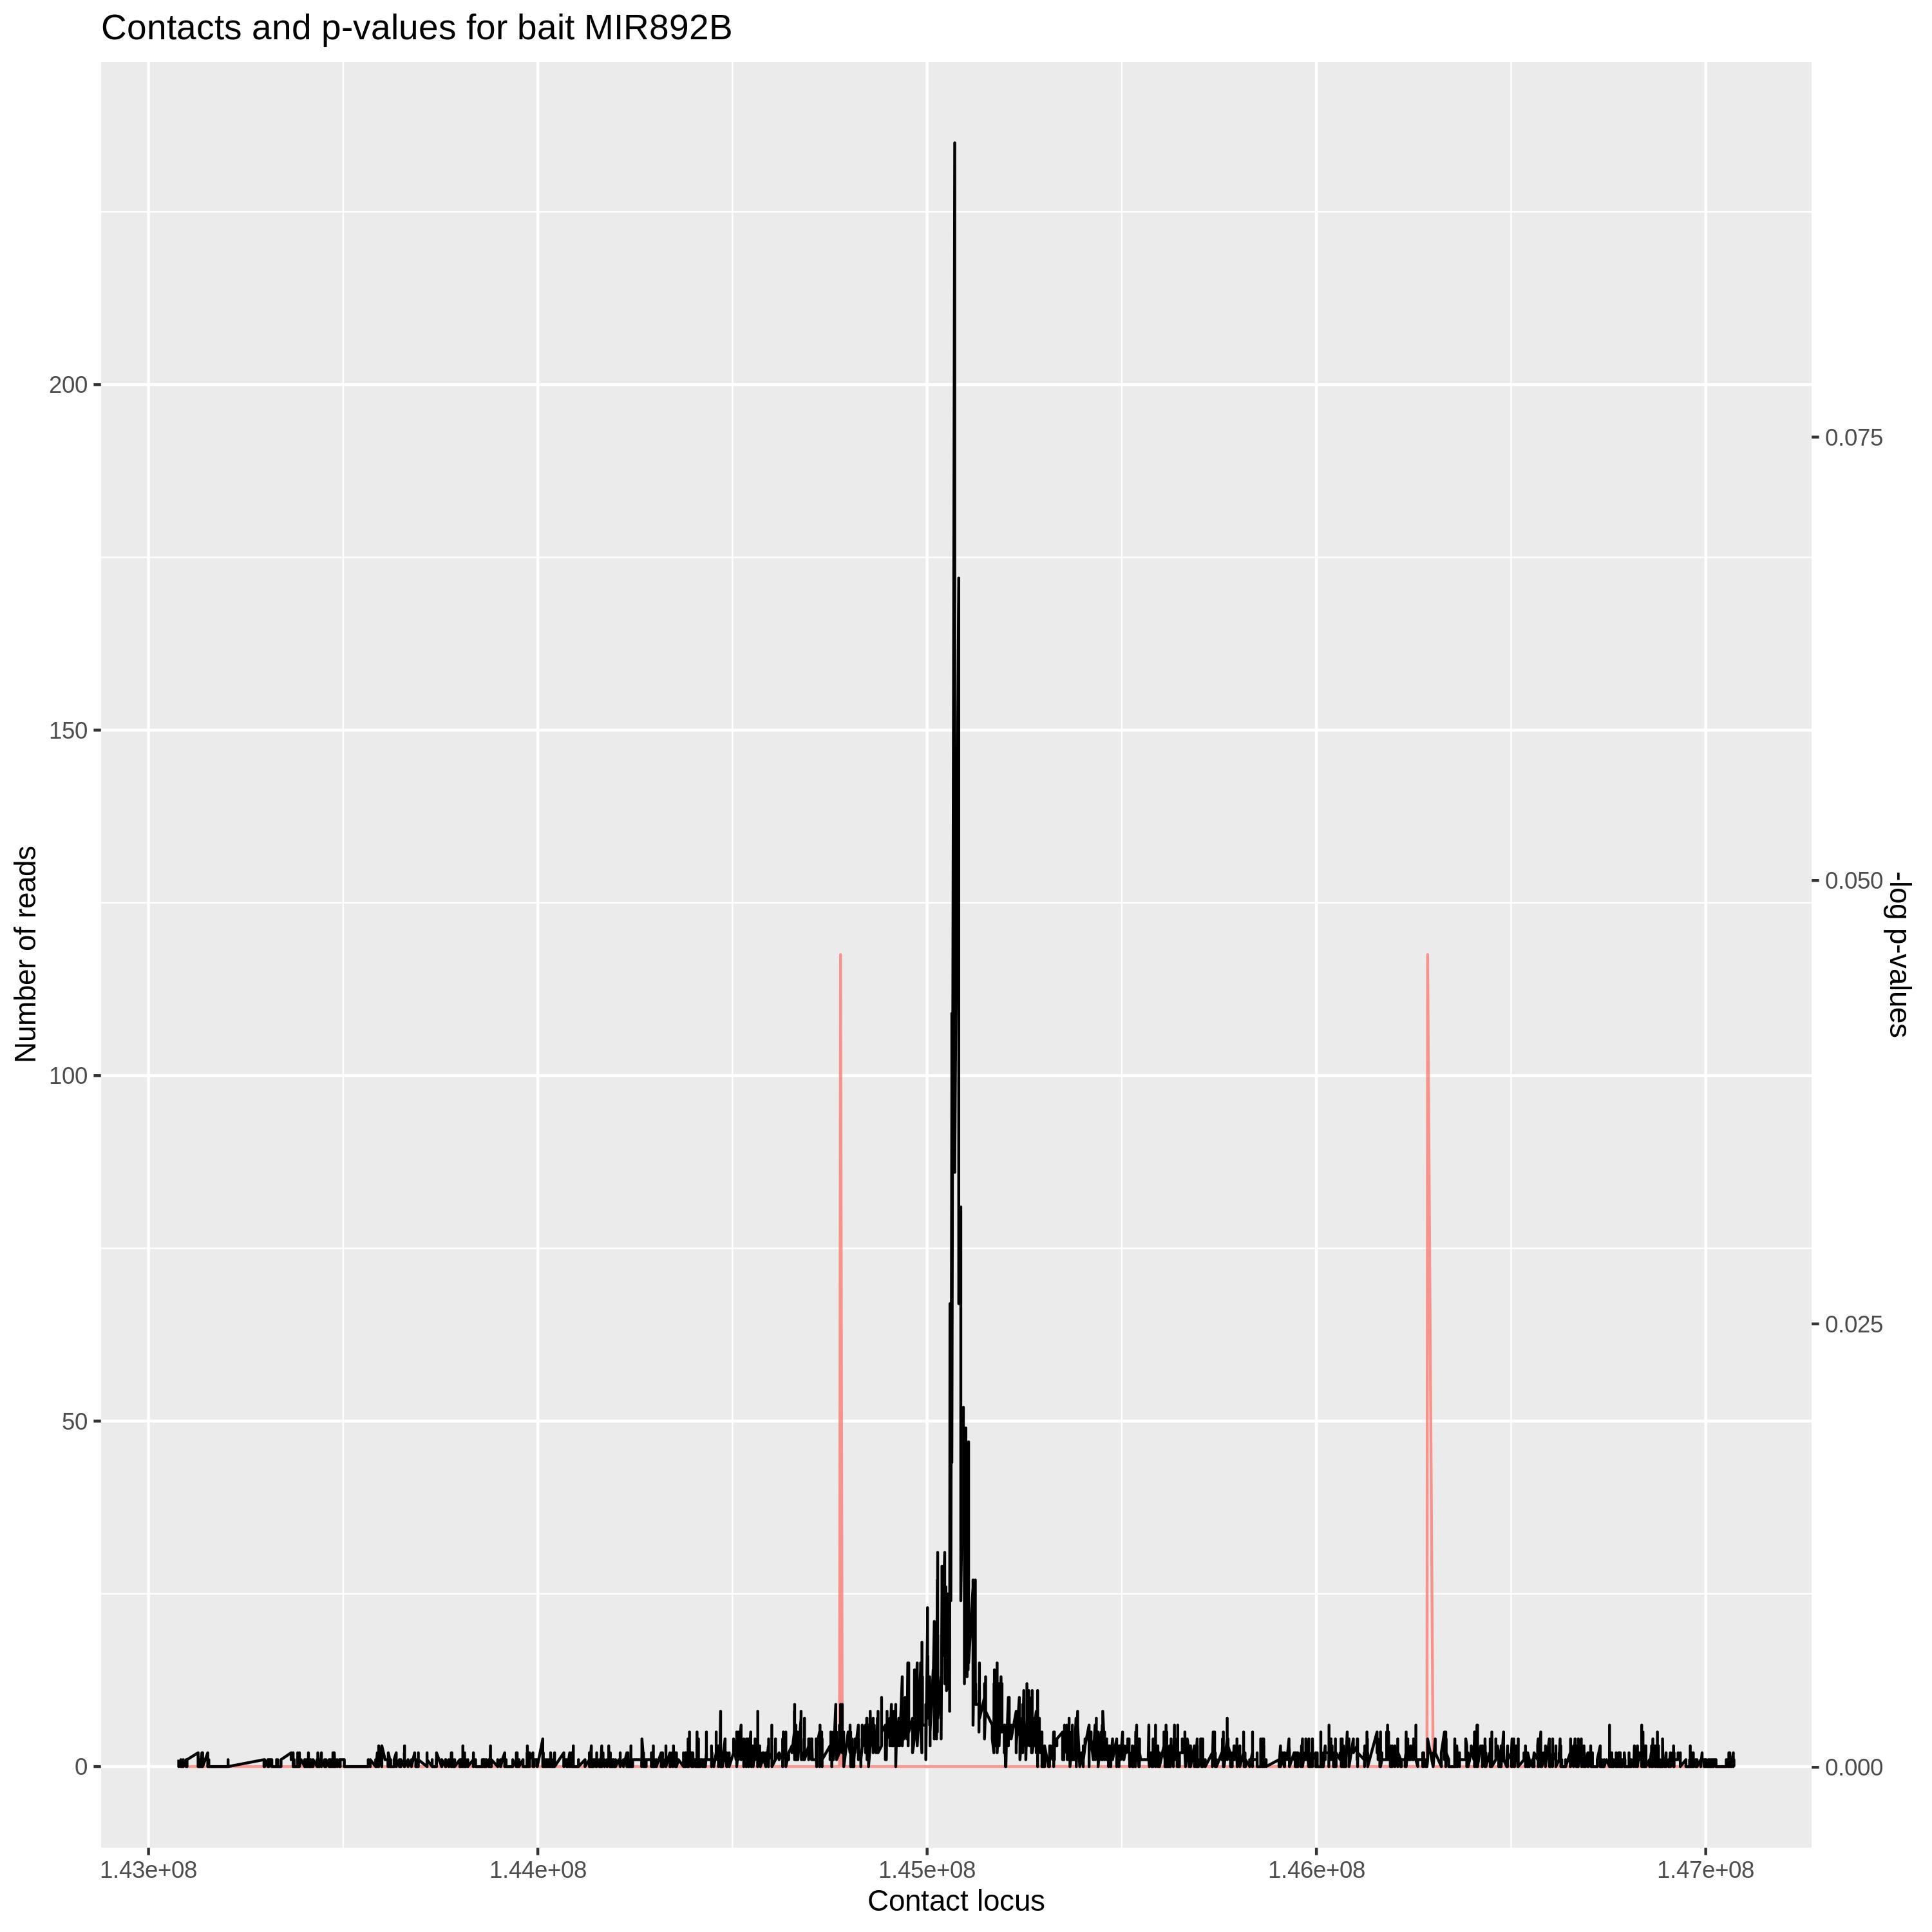 Contacts and p-values for bait MIR892B
200
150
100
50
0
Number of reads
0.075
0.050
0.025
0.000
-log p-values
1.43e+08
1.44e+08
1.45e+08
1.46e+08
1.47e+08
Contact locus